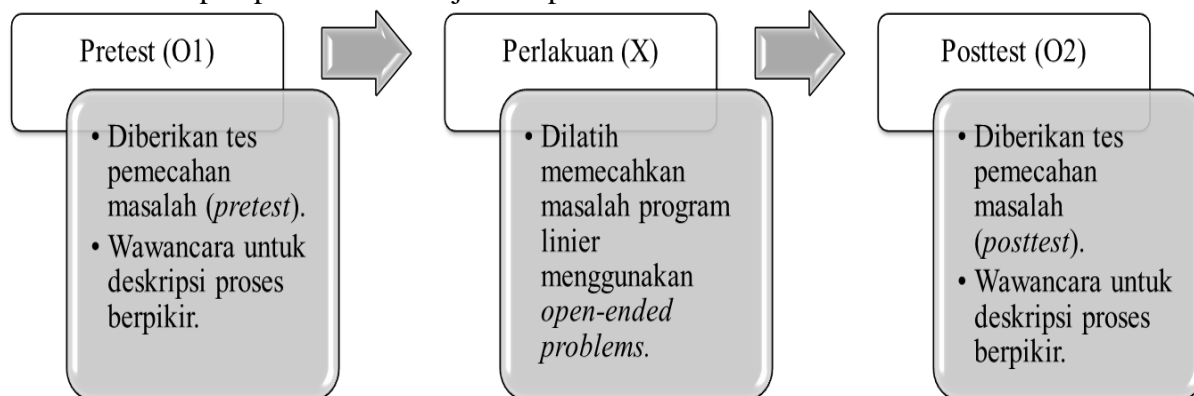 Pretest (O1)
• Diberikan tes
pemecahan
masalah (pretest).
• Wawancara untuk
deskripsi proses
berpikir.
Perlakuan (X)
• Dilatih
memecahkan
masalah program
linier
menggunakan
open-ended
problems.
Posttest (O2)
• Diberikan tes
pemecahan
masalah
(posttest).
• Wawancara untuk
deskripsi proses
berpikir.